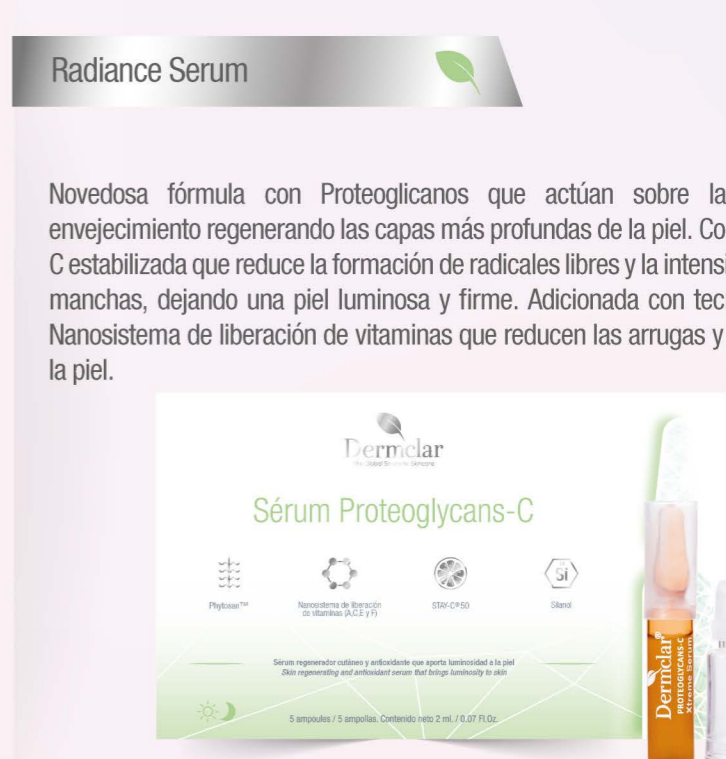 Radiance Serum
Novedosa fórmula con Proteoglicanos que actúan sobre la
envejecimiento regenerando las capas más profundas de la piel. Co
C estabilizada que reduce la formación de radicales libres y la intensi
manchas, dejando una piel luminosa y firme. Adicionada con tec
Nanosistema de liberación de vitaminas que reducen las arrugas y
la piel.
Dermclar
Sérum Proteoglycans-C
Si
Phytosan™
Nanosistema de liberación
de vitaminas (A,C,E y F)
STAY-C®50
Silanol
Sérum regenerador cutáneo y antioxidante que aporta luminosidad a la piel
Skin regenerating and antioxidant serum that brings luminosity to skin
5 ampoules / 5 ampollas. Contenido neto 2 ml. / 0.07 Fl.Oz.
Dermclar®
PROTEOGLYCANS-C
Xtreme Serum